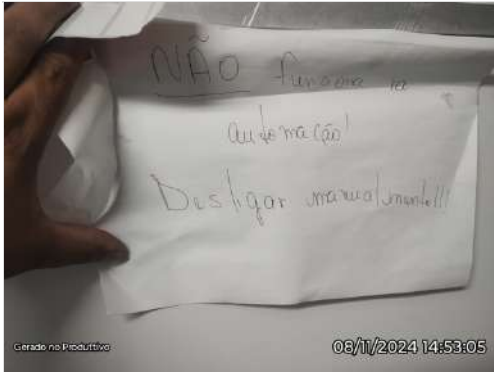 NÃO funciona na
automação!
Desligar manualmente!!!
Gerado no Produttivo
08/11/2024 14:53:05